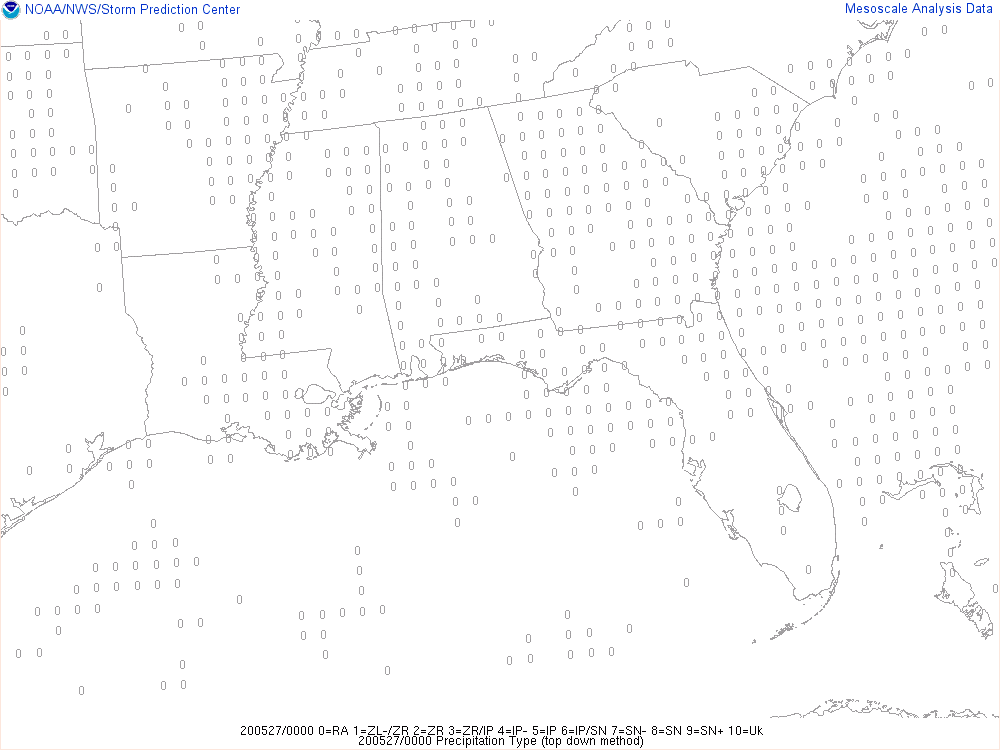 NOAA/NWS/Storm Prediction Center
Mesoscale Analysis Data
200527/0000 0=RA 1=ZL-/ZR 2=ZR 3=ZR/IP 4=IP- 5=IP 6=IP/SN 7=SN- 8=SN 9=SN+ 10=Uk
200527/0000 Precipitation Type (top down method)